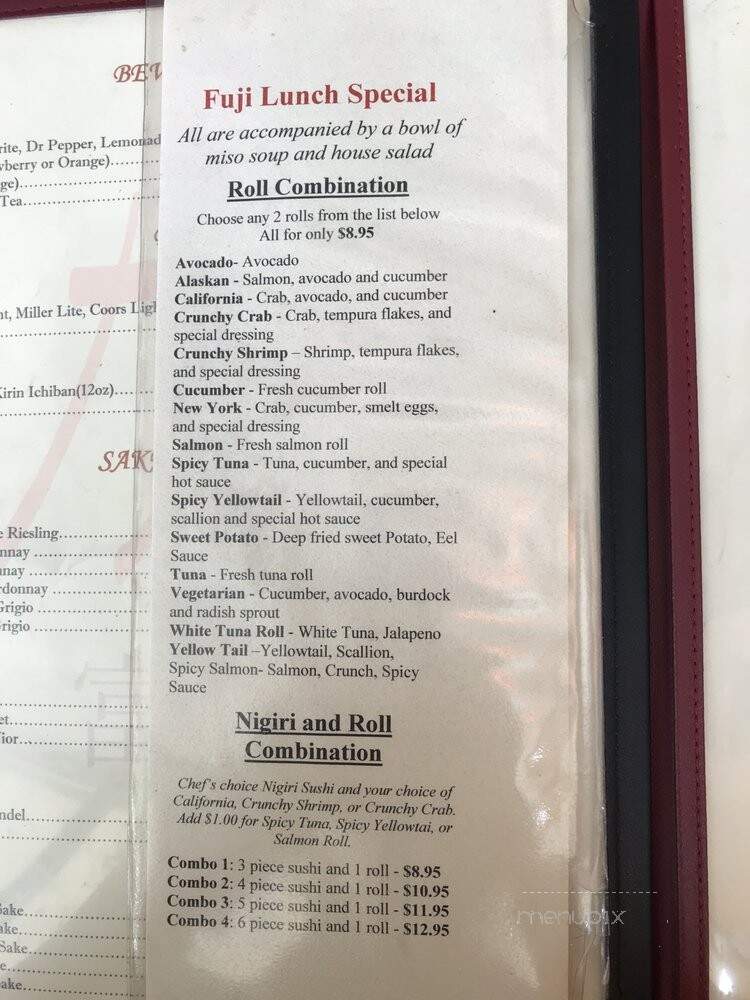 BEV
rite, Dr Pepper, Lemonad
wberry or Orange)......
ge)......
Tea......
nt, Miller Lite, Coors Ligh
Kirin Ichiban(12oz)......
SAK
e Riesling......
nnay ......
nnay ......
rdonnay ......
Grigio ......
rigio ......
et......
ior......
ndel......
Sake......
ake......
Sake......
e......
ake......
Fuji Lunch Special
All are accompanied by a bowl of
miso soup and house salad
Roll Combination
Choose any 2 rolls from the list below
All for only $8.95
Avocado- Avocado
Alaskan - Salmon, avocado and cucumber
California - Crab, avocado, and cucumber
Crunchy Crab - Crab, tempura flakes, and
special dressing
Crunchy Shrimp – Shrimp, tempura flakes,
and special dressing
Cucumber - Fresh cucumber roll
New York - Crab, cucumber, smelt eggs,
and special dressing
Salmon - Fresh salmon roll
Spicy Tuna - Tuna, cucumber, and special
hot sauce
Spicy Yellowtail - Yellowtail, cucumber,
scallion and special hot sauce
Sweet Potato - Deep fried sweet Potato, Eel
Sauce
Tuna - Fresh tuna roll
Vegetarian - Cucumber, avocado, burdock
and radish sprout
White Tuna Roll - White Tuna, Jalapeno
Yellow Tail –Yellowtail, Scallion,
Spicy Salmon- Salmon, Crunch, Spicy
Sauce
Nigiri and Roll
Combination
Chef's choice Nigiri Sushi and your choice of
California, Crunchy Shrimp, or Crunchy Crab.
Add $1.00 for Spicy Tuna, Spicy Yellowtai, or
Salmon Roll.
Combo 1: 3 piece sushi and 1 roll - $8.95
Combo 2: 4 piece sushi and 1 roll - $10.95
Combo 3: 5 piece sushi and 1 roll - $11.95
Combo 4: 6 piece sushi and 1 roll - $12.95
menupix